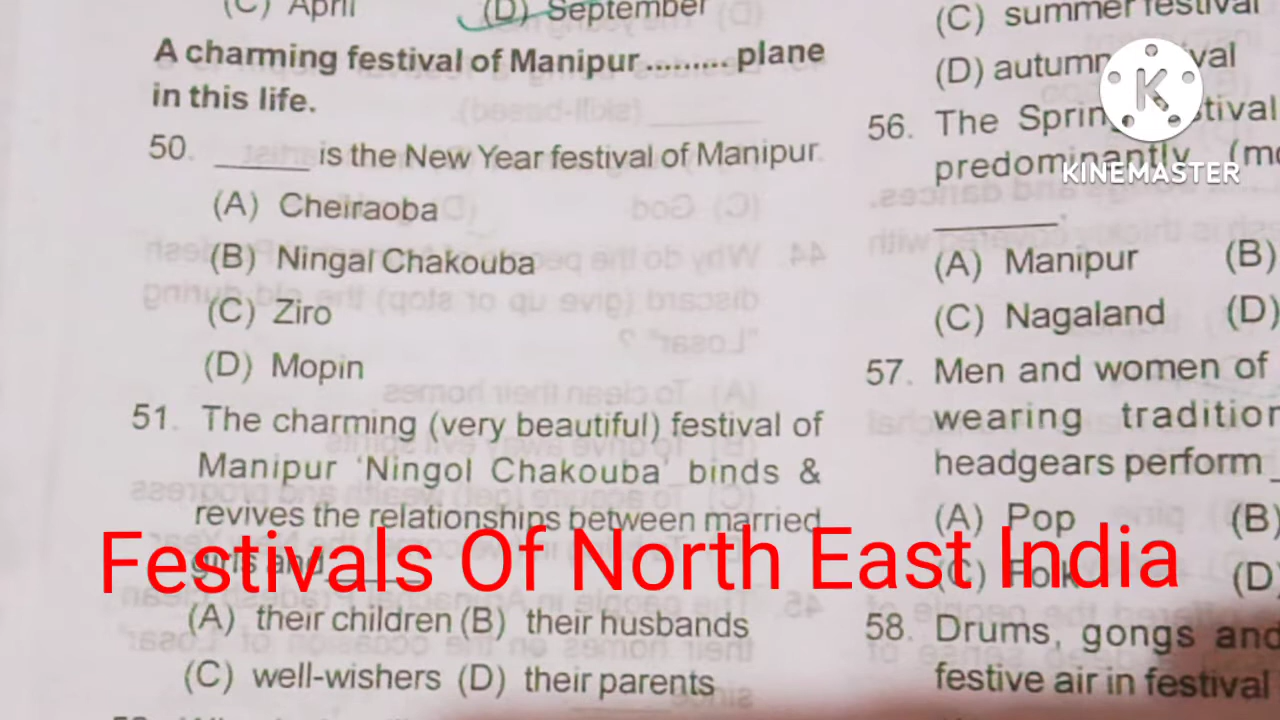 (C) April (D) September
A charming festival of Manipur ......... plane
in this life.
50. ______ is the New Year festival of Manipur.
(A) Cheiraoba
(B) Ningal Chakouba
(C) Ziro
(D) Mopin
51. The charming (very beautiful) festival of
Manipur 'Ningol Chakouba' binds &
revives the relationships between married
girls and ______
(A) their children (B) their husbands
(C) well-wishers (D) their parents
(C) summer festival
(D) autumn
56. The Spring
predominantly
(A) Manipur (B)
(C) Nagaland (D)
57. Men and women of
wearing
headgears perform
(A) Pop (B)
(C) Folk (D)
58. Drums, gongs and
festive air in festival
Festivals Of North East India
K
KINEMASTER